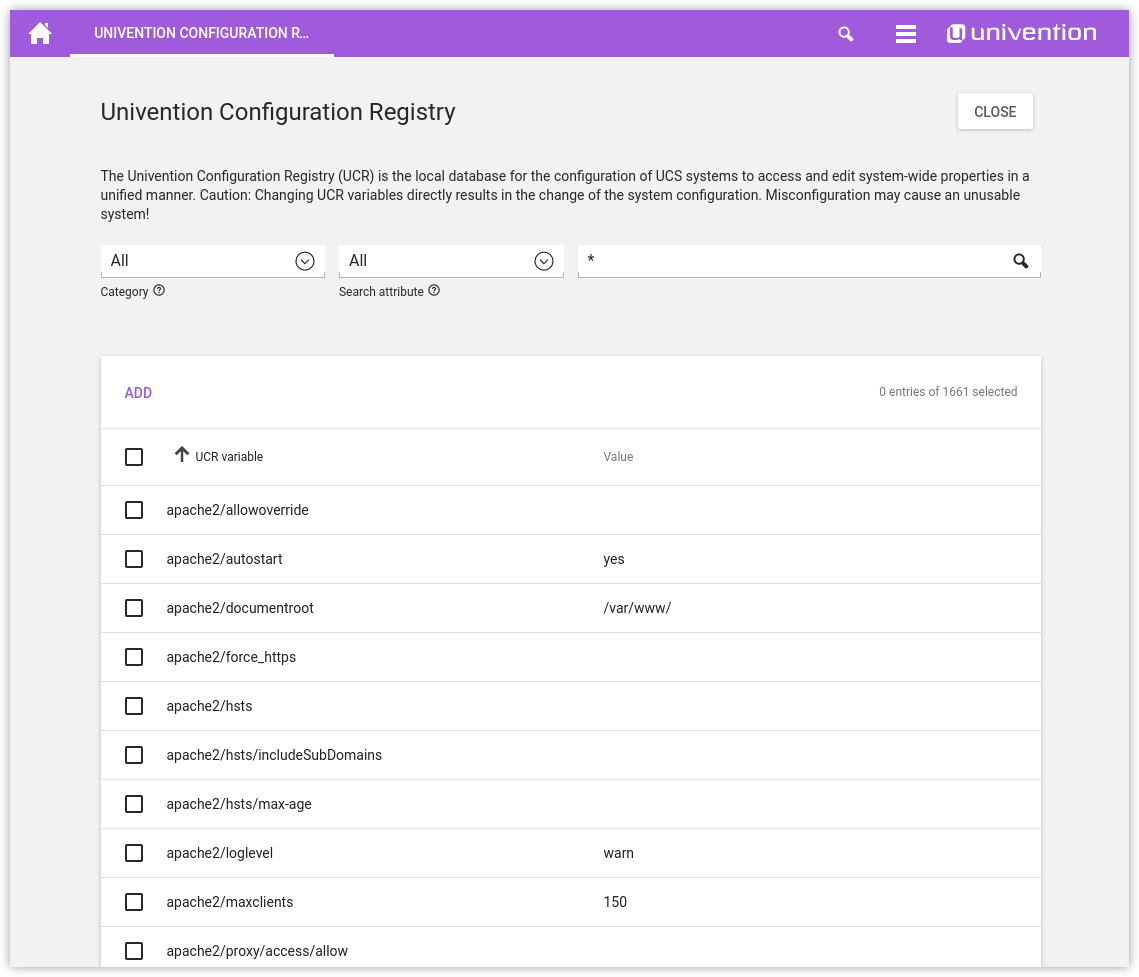 UNIVENTION CONFIGURATION R...
univention
Univention Configuration Registry
CLOSE
The Univention Configuration Registry (UCR) is the local database for the configuration of UCS systems to access and edit system-wide properties in a
unified manner. Caution: Changing UCR variables directly results in the change of the system configuration. Misconfiguration may cause an unusable
system!
All
All
*
Category
Search attribute
ADD
0 entries of 1661 selected
UCR variable Value
apache2/allowoverride
apache2/autostart yes
apache2/documentroot /var/www/
apache2/force_https
apache2/hsts
apache2/hsts/includeSubDomains
apache2/hsts/max-age
apache2/loglevel warn
apache2/maxclients 150
apache2/proxy/access/allow